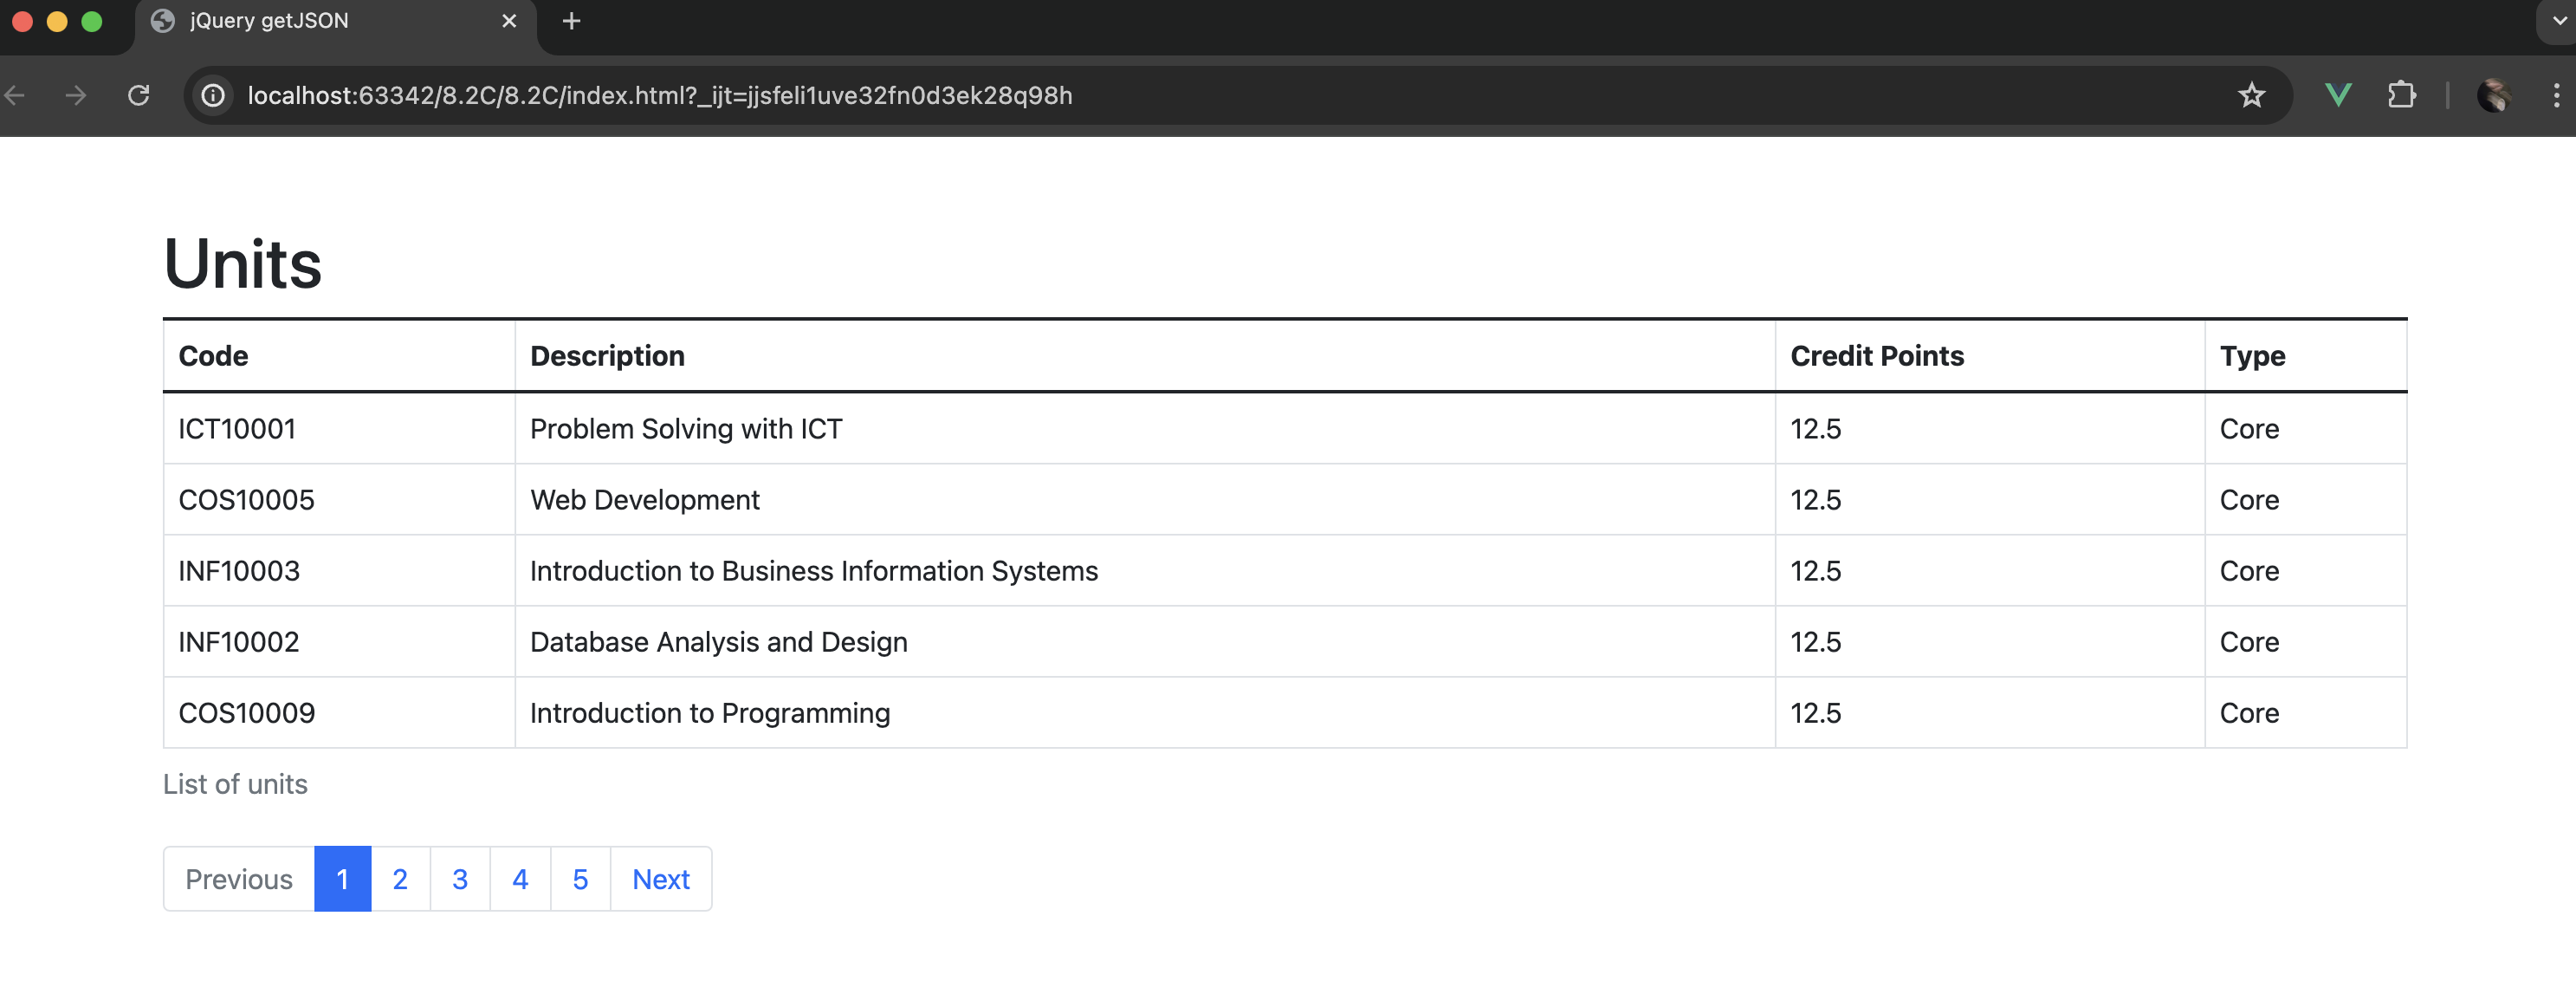 jQuery getJSON
localhost:63342/8.2C/8.2C/index.html?_ijt=jjsfeli1uve32fn0d3ek28q98h
Units
Code Description Credit Points Type
ICT10001 Problem Solving with ICT 12.5 Core
COS10005 Web Development 12.5 Core
INF10003 Introduction to Business Information Systems 12.5 Core
INF10002 Database Analysis and Design 12.5 Core
COS10009 Introduction to Programming 12.5 Core
List of units
Previous 1 2 3 4 5 Next